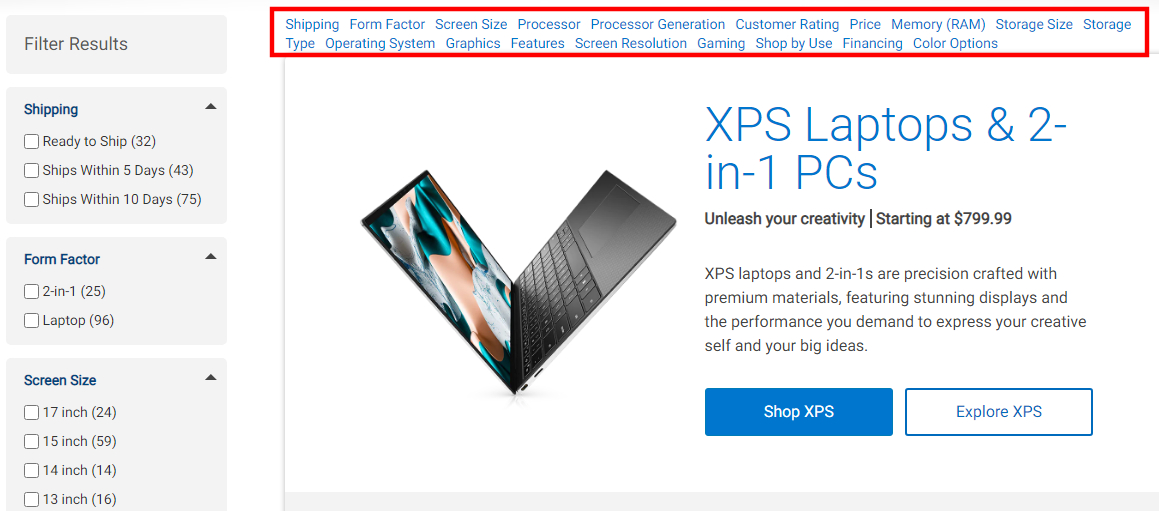 Filter Results
Shipping
Ready to Ship (32)
Ships Within 5 Days (43)
Ships Within 10 Days (75)
Form Factor
2-in-1 (25)
Laptop (96)
Screen Size
17 inch (24)
15 inch (59)
14 inch (14)
13 inch (16)
Shipping Form Factor Screen Size Processor Processor Generation Customer Rating Price Memory (RAM) Storage Size Storage
Type Operating System Graphics Features Screen Resolution Gaming Shop by Use Financing Color Options
XPS Laptops & 2-
in-1 PCs
Unleash your creativity | Starting at $799.99
XPS laptops and 2-in-1s are precision crafted with
premium materials, featuring stunning displays and
the performance you demand to express your creative
self and your big ideas.
Shop XPS
Explore XPS